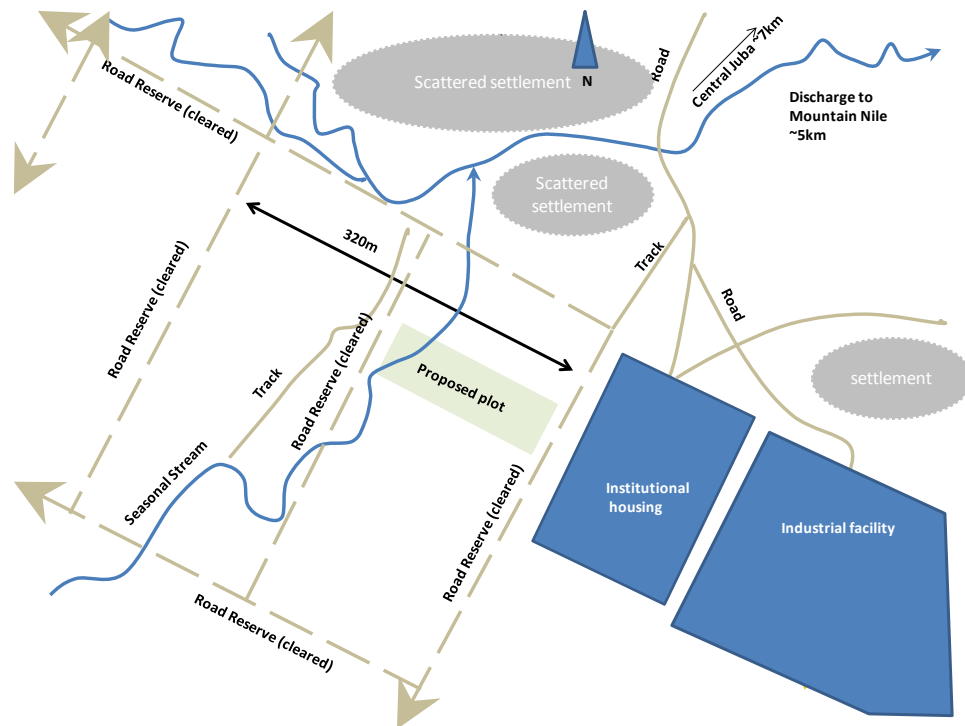 Road Reserve (cleared)
Scattered settlement
N
Road
Central Juba ~7km
Discharge to
Mountain Nile
~5km
Scattered
settlement
320m
Track
Road
Road Reserve (cleared)
Track
Road Reserve (cleared)
Proposed plot
settlement
Seasonal Stream
Road Reserve (cleared)
Institutional
housing
Industrial facility
Road Reserve (cleared)